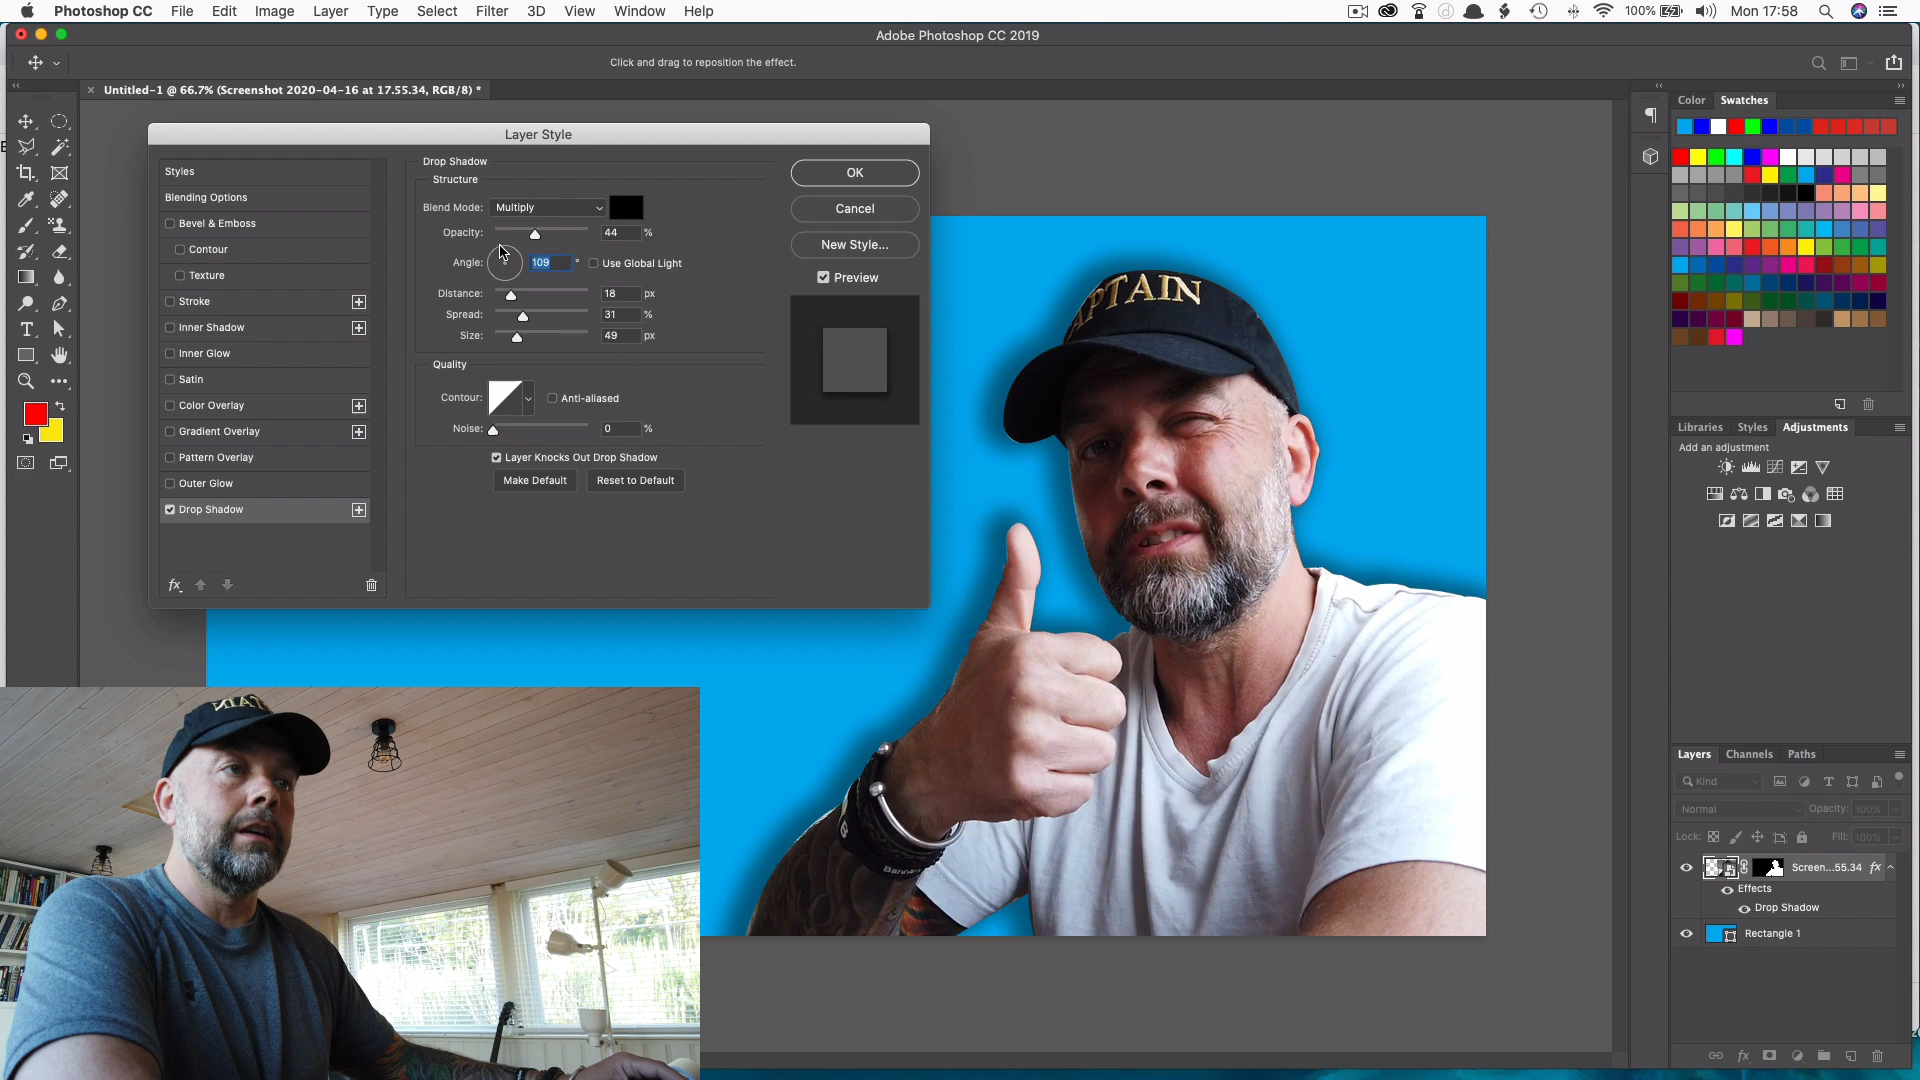 Photoshop CC File Edit Image Layer Type Select Filter 3D View Window Help 100% Mon 17:58
Adobe Photoshop CC 2019
Click and drag to reposition the effect.
Untitled-1 @ 66.7% (Screenshot 2020-04-16 at 17.55.34, RGB/8) *
Layer Style
Styles
Blending Options
Bevel & Emboss
Contour
Texture
Stroke
Inner Shadow
Inner Glow
Satin
Color Overlay
Gradient Overlay
Pattern Overlay
Outer Glow
Drop Shadow
fx
Drop Shadow
Structure
Blend Mode: Multiply
Opacity: 44 %
Angle: 109 ° Use Global Light
Distance: 18 px
Spread: 31 %
Size: 49 px
Quality
Contour: Anti-aliased
Noise: 0 %
Layer Knocks Out Drop Shadow
Make Default Reset to Default
OK
Cancel
New Style...
Preview
APTAIN
Color Swatches
Libraries Styles Adjustments
Add an adjustment
Layers Channels Paths
Kind
Normal Opacity: 100%
Lock: Fill: 100%
Screen...55.34 fx
Effects
Drop Shadow
Rectangle 1
fx